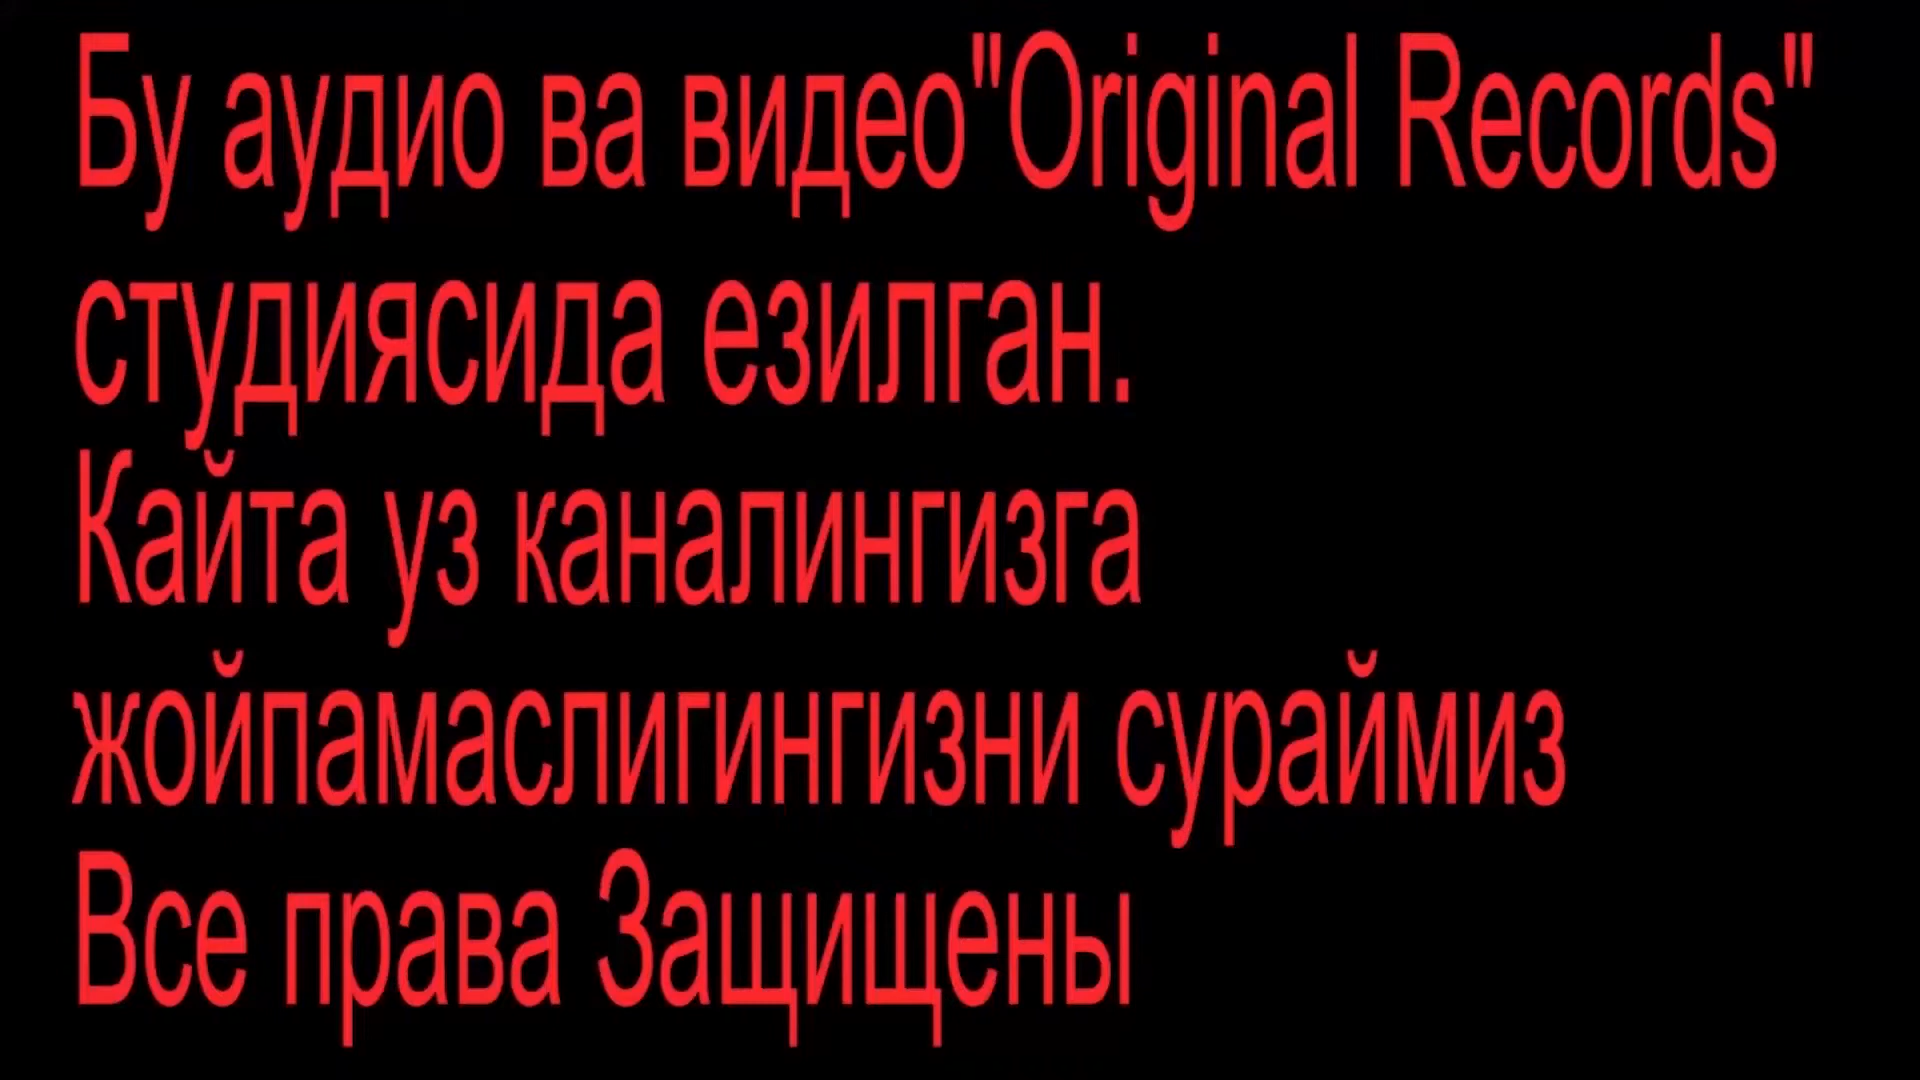 Бу аудио ва видео"Original Records"
студиясида езилган.
Кайта уз каналингизга
жойпамаслигингизни сураймиз
Все права Защищены